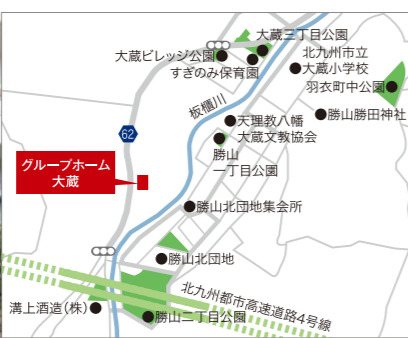 大蔵三丁目公園
大蔵ビレッジ公園
すぎのみ保育園
北九州市立
大蔵小学校
羽衣町中公園
板櫃川
天理教八幡
大蔵文教協会
勝山勝田神社
62
勝山
一丁目公園
グループホーム
大蔵
勝山北団地集会所
勝山北団地
北九州都市高速道路4号線
溝上酒造(株)
勝山二丁目公園